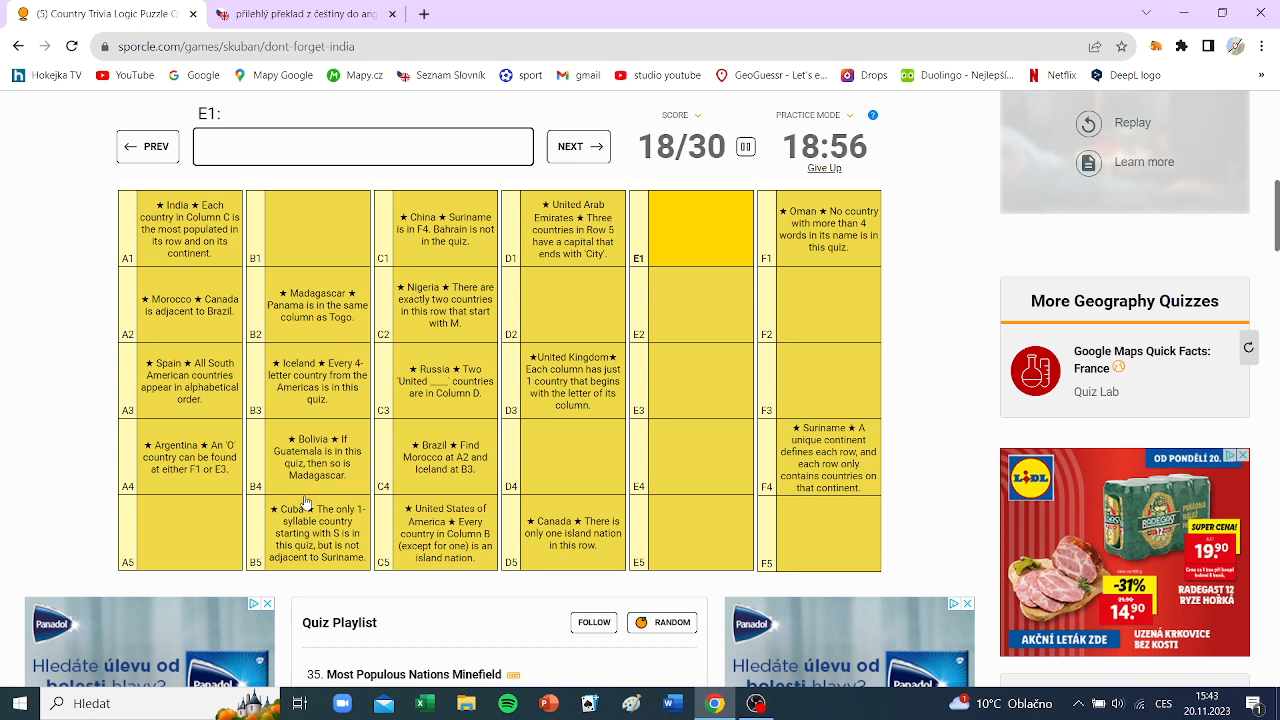 (5) Country Trivia Logic Puzzle C
překlad z češtiny do ang
sporcle.com/games/skuban/dont-forget-india
Hokejka TV
YouTube
Google
Mapy Google
Mapy.cz
Seznam Slovník
sport
gmail
studio youtube
GeoGuessr - Let's e...
Drops
Duolingo - Nejlepší...
Netflix
DeepL logo
»
E1:
← PREV
NEXT →
SCORE
18/30
PRACTICE MODE
18:56
Give Up
★ India ★ Each
country in Column C is
the most populated in
its row and on its
continent.
A1
B1
★ China ★ Suriname
is in F4. Bahrain is not
in the quiz.
C1
★ United Arab
Emirates ★ Three
countries in Row 5
have a capital that
ends with 'City'.
D1
E1
★ Oman ★ No country
with more than 4
words in its name is in
this quiz.
F1
★ Morocco ★ Canada
is adjacent to Brazil.
A2
★ Madagascar ★
Panama is in the same
column as Togo.
B2
★ Nigeria ★ There are
exactly two countries
in this row that start
with M.
C2
D2
E2
F2
★ Spain ★ All South
American countries
appear in alphabetical
order.
A3
★ Iceland ★ Every 4-
letter country from the
Americas is in this
quiz.
B3
★ Russia ★ Two
'United ____' countries
are in Column D.
C3
★United Kingdom★
Each column has just
1 country that begins
with the letter of its
column.
D3
E3
F3
★ Argentina ★ An 'O'
country can be found
at either F1 or E3.
A4
★ Bolivia ★ If
Guatemala is in this
quiz, then so is
Madagascar.
B4
★ Brazil ★ Find
Morocco at A2 and
Iceland at B3.
C4
D4
E4
★ Suriname ★ A
unique continent
defines each row, and
each row only
contains countries on
that continent.
F4
A5
★ Cuba ★ The only 1-
syllable country
starting with S is in
this quiz, but is not
adjacent to Suriname.
B5
★ United States of
America ★ Every
country in Column B
(except for one) is an
island nation.
C5
★ Canada ★ There is
only one island nation
in this row.
D5
E5
F5
Replay
Learn more
More Geography Quizzes
Google Maps Quick Facts:
France
Quiz Lab
LIDL
OD PONDĚLÍ 20.
SUPER CENA!
11.90
RADEGAST 12
RYZE HOŘKÁ
-31%
14.90
UZENÁ KRKOVICE
BEZ KOSTI
AKČNÍ LETÁK ZDE
Panadol
Hledáte úlevu od
bolesti hlavy?
Panadol
Quiz Playlist
FOLLOW
RANDOM
35. Most Populous Nations Minefield
Panadol
Hledáte úlevu od
bolesti hlavy?
Panadol
Hledat
10°C Oblačno
15:43
20.11.2023